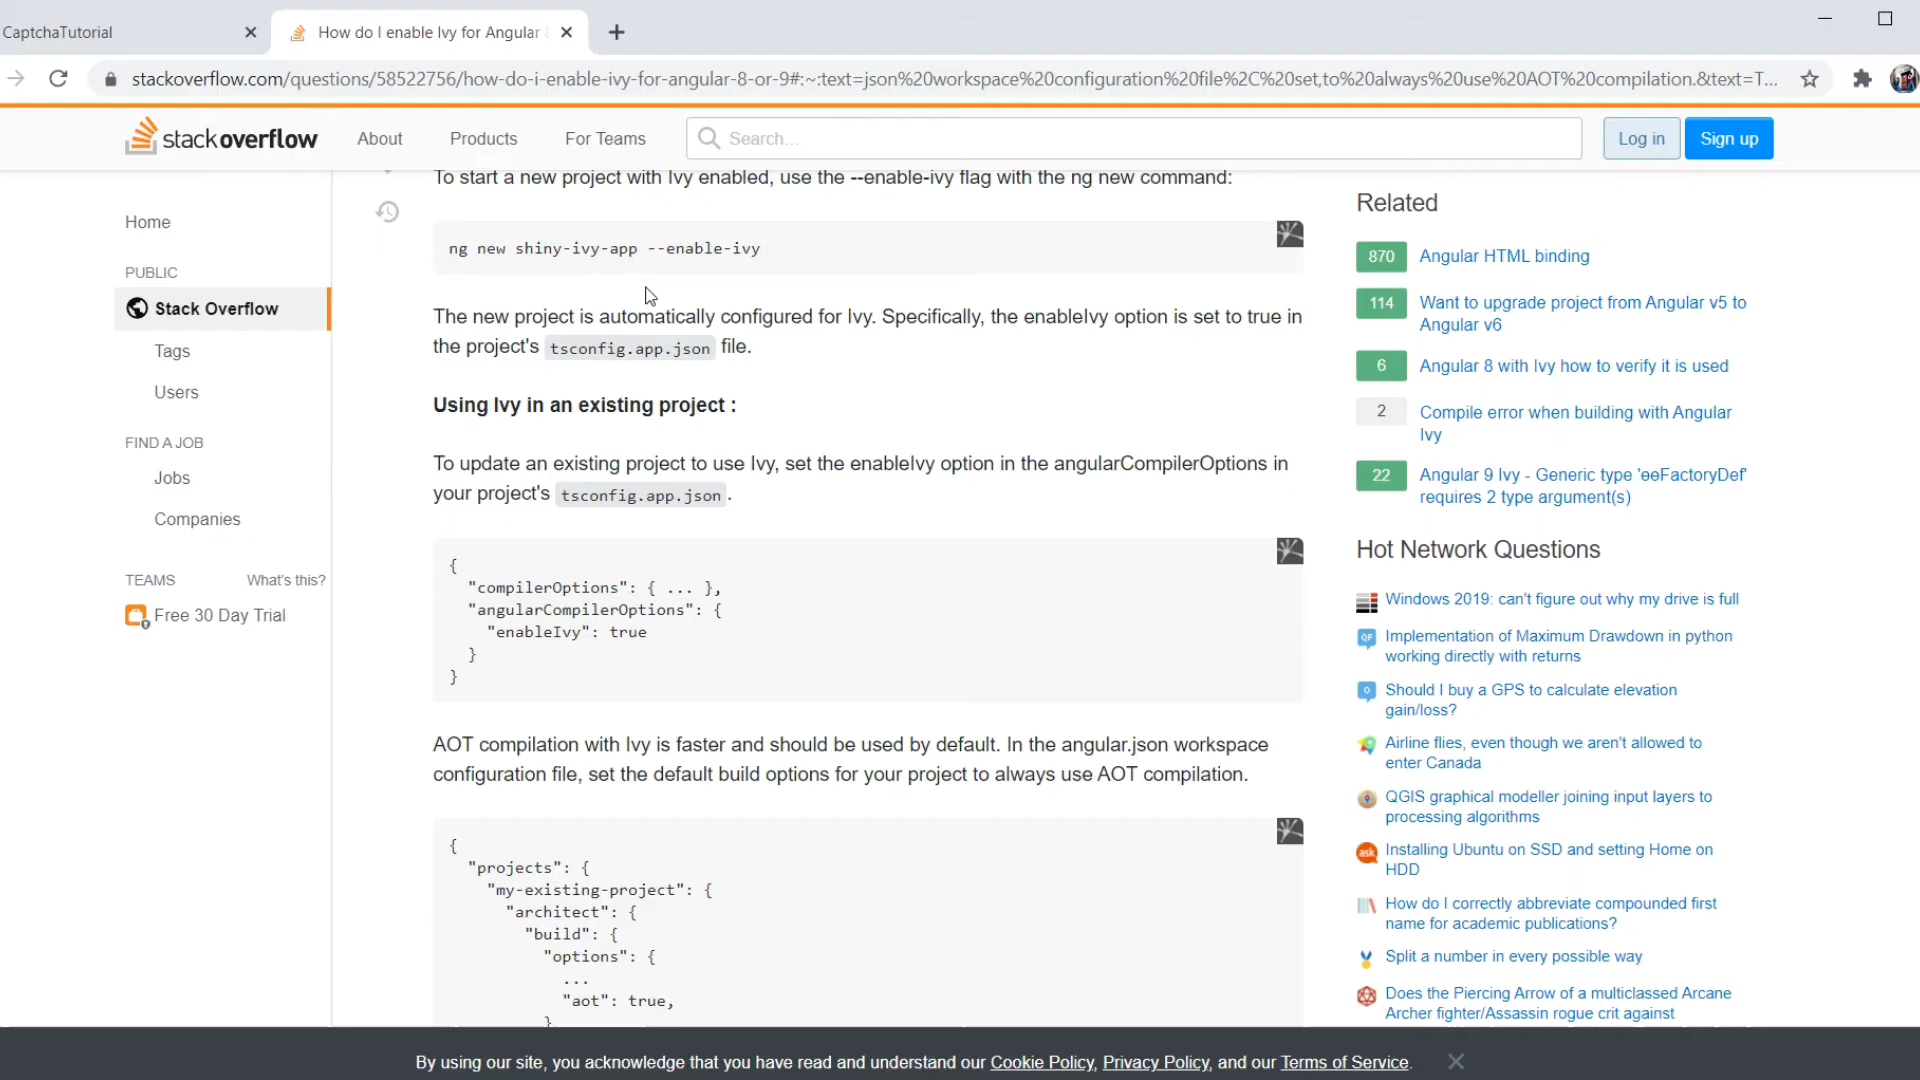 CaptchaTutorial
How do I enable Ivy for Angular
stackoverflow.com/questions/58522756/how-do-i-enable-ivy-for-angular-8-or-9#:~:text=json%20workspace%20configuration%20file%2C%20set,to%20always%20use%20AOT%20compilation.&text=T...
stackoverflow
About
Products
For Teams
Search...
Log in
Sign up
Home
PUBLIC
Stack Overflow
Tags
Users
FIND A JOB
Jobs
Companies
TEAMS What's this?
Free 30 Day Trial
To start a new project with Ivy enabled, use the --enable-ivy flag with the ng new command:
ng new shiny-ivy-app --enable-ivy
The new project is automatically configured for Ivy. Specifically, the enableIvy option is set to true in
the project's tsconfig.app.json file.
Using Ivy in an existing project :
To update an existing project to use Ivy, set the enableIvy option in the angularCompilerOptions in
your project's tsconfig.app.json.
{
"compilerOptions": { ... },
"angularCompilerOptions": {
"enableIvy": true
}
}
AOT compilation with Ivy is faster and should be used by default. In the angular.json workspace
configuration file, set the default build options for your project to always use AOT compilation.
{
"projects": {
"my-existing-project": {
"architect": {
"build": {
"options": {
...
"aot": true,
}
Related
870 Angular HTML binding
114 Want to upgrade project from Angular v5 to
Angular v6
6 Angular 8 with Ivy how to verify it is used
2 Compile error when building with Angular
Ivy
22 Angular 9 Ivy - Generic type 'ɵɵFactoryDef'
requires 2 type argument(s)
Hot Network Questions
Windows 2019: can't figure out why my drive is full
QF Implementation of Maximum Drawdown in python
working directly with returns
Should I buy a GPS to calculate elevation
gain/loss?
Airline flies, even though we aren't allowed to
enter Canada
QGIS graphical modeller joining input layers to
processing algorithms
ask Installing Ubuntu on SSD and setting Home on
HDD
How do I correctly abbreviate compounded first
name for academic publications?
Split a number in every possible way
Does the Piercing Arrow of a multiclassed Arcane
Archer fighter/Assassin rogue crit against
By using our site, you acknowledge that you have read and understand our Cookie Policy, Privacy Policy, and our Terms of Service.